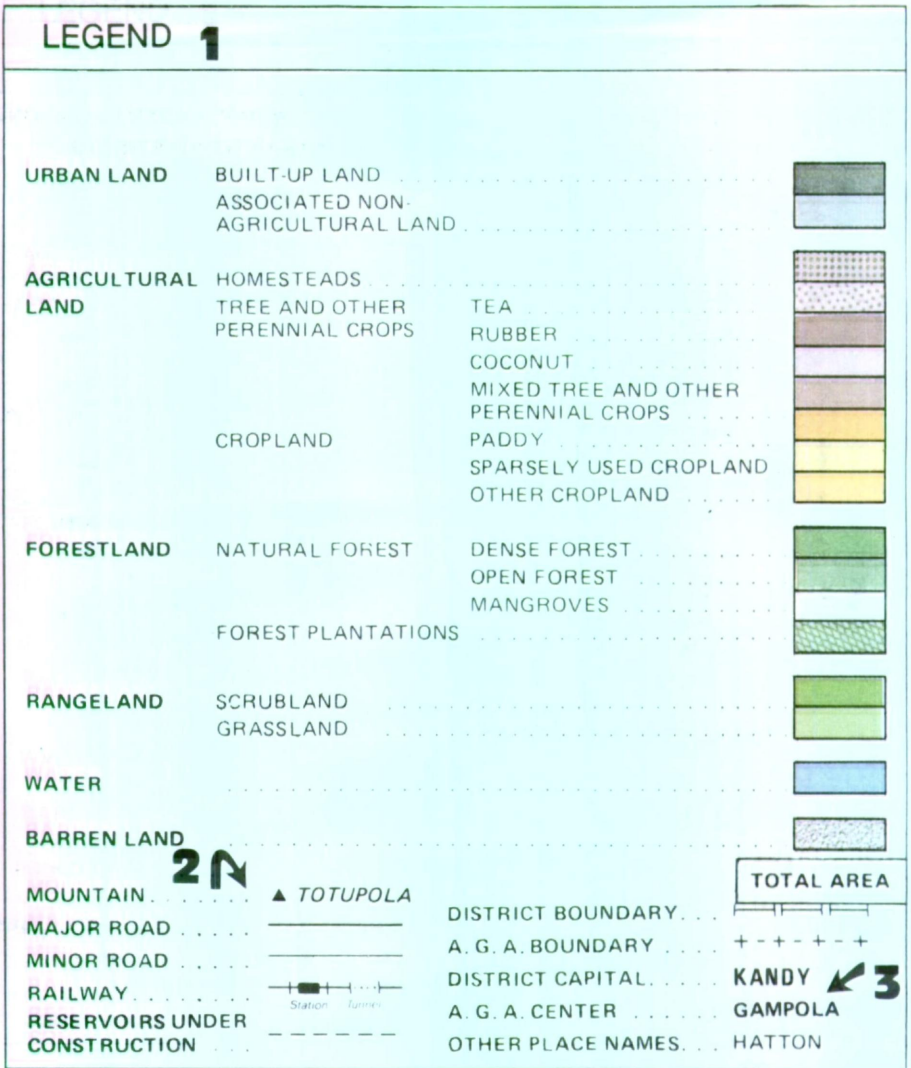 LEGEND 1
URBAN LAND BUILT-UP LAND
ASSOCIATED NON-
AGRICULTURAL LAND
AGRICULTURAL HOMESTEADS
LAND TREE AND OTHER TEA
PERENNIAL CROPS RUBBER
COCONUT
MIXED TREE AND OTHER
PERENNIAL CROPS
CROPLAND PADDY
SPARSELY USED CROPLAND
OTHER CROPLAND
FORESTLAND NATURAL FOREST DENSE FOREST
OPEN FOREST
MANGROVES
FOREST PLANTATIONS
RANGELAND SCRUBLAND
GRASSLAND
WATER
BARREN LAND
2
MOUNTAIN ▲ TOTUPOLA
MAJOR ROAD
MINOR ROAD
RAILWAY
Station Tunnel
RESERVOIRS UNDER
CONSTRUCTION
TOTAL AREA
DISTRICT BOUNDARY
A.G.A. BOUNDARY
DISTRICT CAPITAL KANDY 3
A.G.A. CENTER GAMPOLA
OTHER PLACE NAMES HATTON